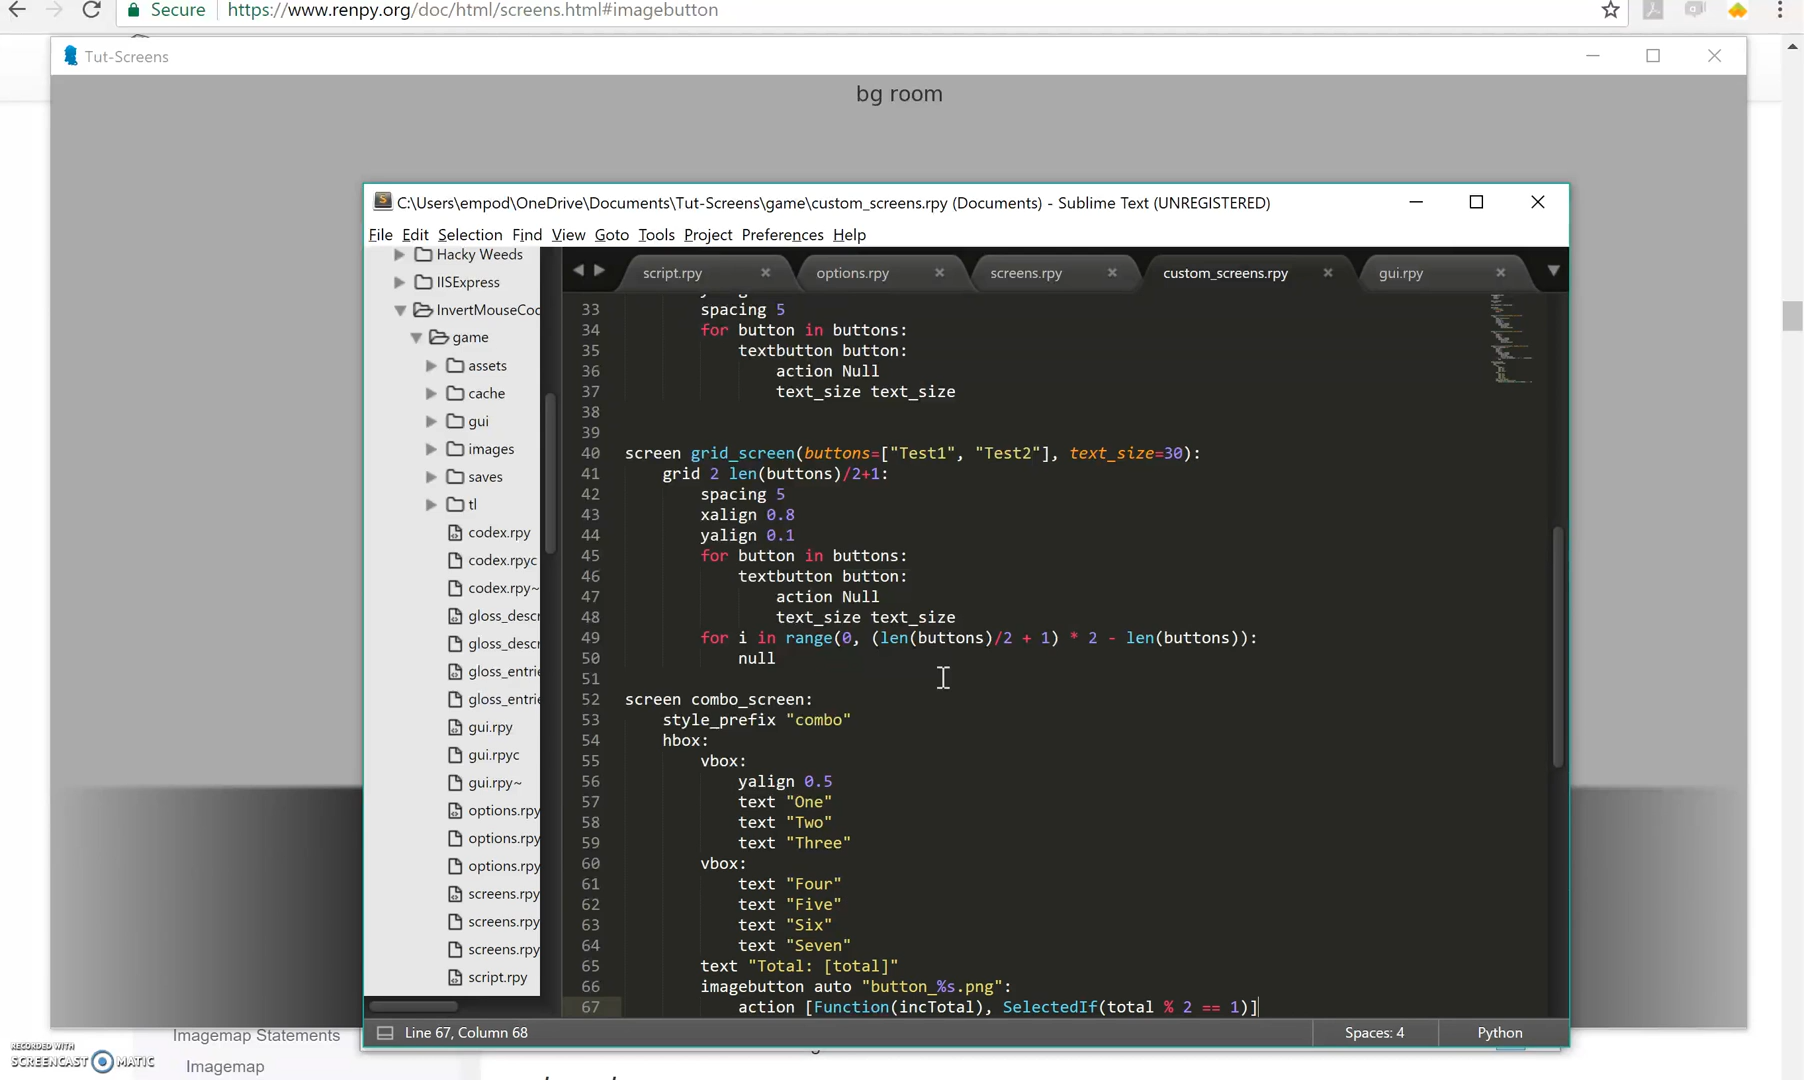 Secure https://www.renpy.org/doc/html/screens.html#imagebutton
Tut-Screens
bg room
C:\Users\empod\OneDrive\Documents\Tut-Screens\game\custom_screens.rpy (Documents) - Sublime Text (UNREGISTERED)
File Edit Selection Find View Goto Tools Project Preferences Help
script.rpy options.rpy screens.rpy custom_screens.rpy gui.rpy
Hacky Weeds
IISExpress
InvertMouseCod
game
assets
cache
gui
images
saves
tl
codex.rpy
codex.rpyc
codex.rpy~
gloss_descr
gloss_descr
gloss_entrie
gloss_entrie
gui.rpy
gui.rpyc
gui.rpy~
options.rpy
options.rpy
options.rpy
screens.rpy
screens.rpy
screens.rpy
script.rpy
33 spacing 5
34 for button in buttons:
35 textbutton button:
36 action Null
37 text_size text_size
38
39
40 screen grid_screen(buttons=["Test1", "Test2"], text_size=30):
41 grid 2 len(buttons)/2+1:
42 spacing 5
43 xalign 0.8
44 yalign 0.1
45 for button in buttons:
46 textbutton button:
47 action Null
48 text_size text_size
49 for i in range(0, (len(buttons)/2 + 1) * 2 - len(buttons)):
50 null
51
52 screen combo_screen:
53 style_prefix "combo"
54 hbox:
55 vbox:
56 yalign 0.5
57 text "One"
58 text "Two"
59 text "Three"
60 vbox:
61 text "Four"
62 text "Five"
63 text "Six"
64 text "Seven"
65 text "Total: [total]"
66 imagebutton auto "button_%s.png":
67 action [Function(incTotal), SelectedIf(total % 2 == 1)]
Line 67, Column 68 Spaces: 4 Python
Imagemap Statements
Imagemap
RECORDED WITH
SCREENCAST MATIC